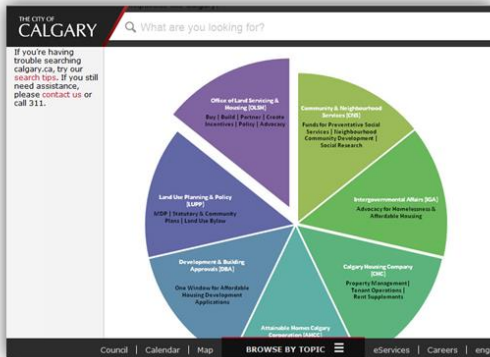 THE CITY OF
CALGARY
What are you looking for?
If you're having
trouble searching
calgary.ca, try our
search tips. If you still
need assistance,
please contact us or
call 311.
Office of Land Servicing &
Housing [OLSH]
Buy | Build | Partner | Create
Incentives | Policy | Advocacy
Community & Neighbourhood
Services [CNS]
Funds for Preventative Social
Services | Neighbourhood
Community Development |
Social Research
Land Use Planning & Policy
[LUPP]
MDP | Statutory & Community
Plans | Land Use Bylaw
Intergovernmental Affairs [IGA]
Advocacy for Homelessness &
Affordable Housing
Development & Building
Approvals [DBA]
One Window for Affordable
Housing Development
Applications
Calgary Housing Company
[CHC]
Property Management |
Tenant Operations |
Rent Supplements
Attainable Homes Calgary
Corporation [AHCC]
Council | Calendar | Map
BROWSE BY TOPIC
eServices | Careers | eng